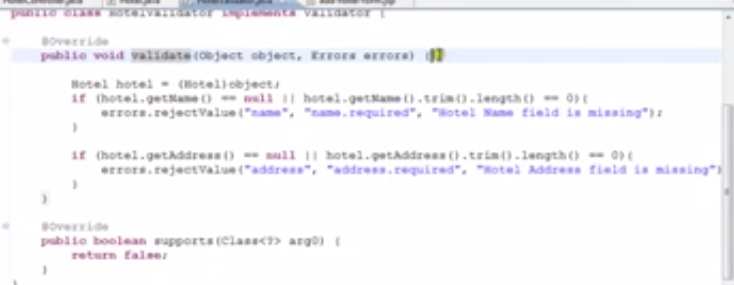 public class HotelValidator implements Validator {
@Override
public void validate(Object object, Errors errors) {
Hotel hotel = (Hotel)object;
if (hotel.getName() == null || hotel.getName().trim().length() == 0){
errors.rejectValue("name", "name.required", "Hotel Name field is missing");
}
if (hotel.getAddress() == null || hotel.getAddress().trim().length() == 0){
errors.rejectValue("address", "address.required", "Hotel Address field is missing")
}
}
@Override
public boolean supports(Class<?> arg0) {
return false;
}